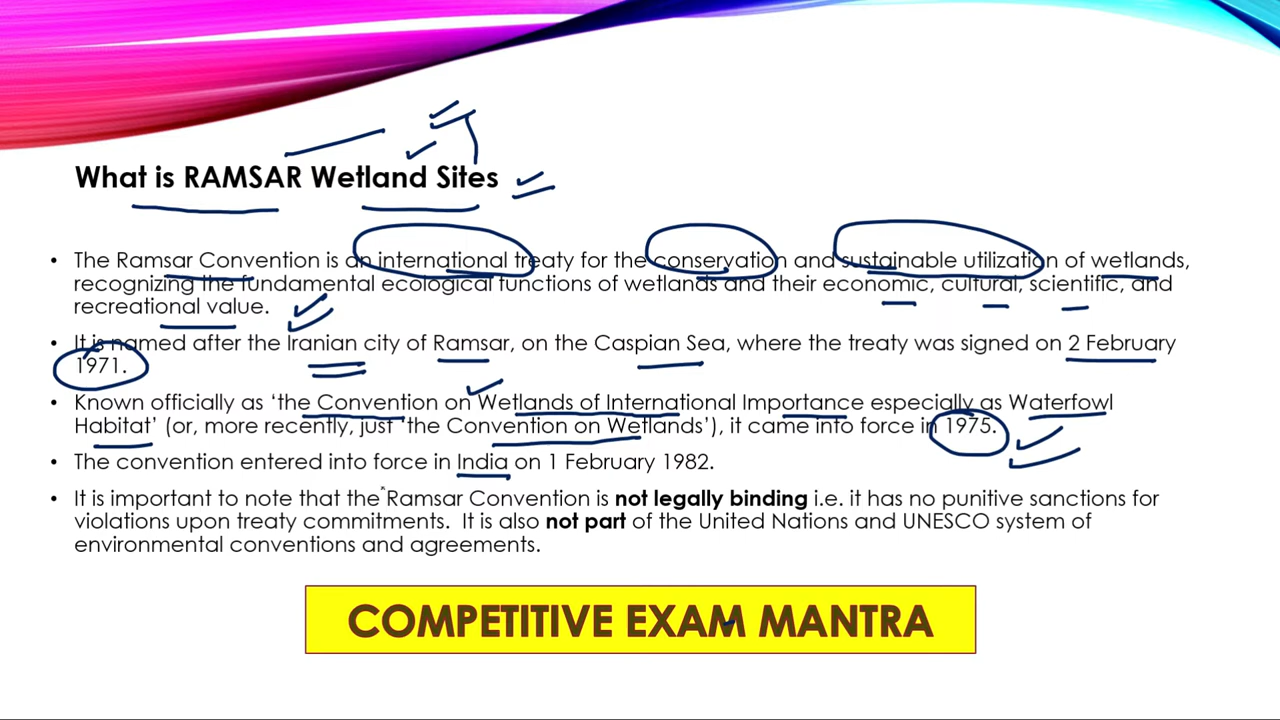 What is RAMSAR Wetland Sites
• The Ramsar Convention is an international treaty for the conservation and sustainable utilization of wetlands,
recognizing the fundamental ecological functions of wetlands and their economic, cultural, scientific, and
recreational value.
• It is named after the Iranian city of Ramsar, on the Caspian Sea, where the treaty was signed on 2 February
1971.
• Known officially as ‘the Convention on Wetlands of International Importance especially as Waterfowl
Habitat’ (or, more recently, just ‘the Convention on Wetlands’), it came into force in 1975.
• The convention entered into force in India on 1 February 1982.
• It is important to note that the Ramsar Convention is not legally binding i.e. it has no punitive sanctions for
violations upon treaty commitments. It is also not part of the United Nations and UNESCO system of
environmental conventions and agreements.
COMPETITIVE EXAM MANTRA